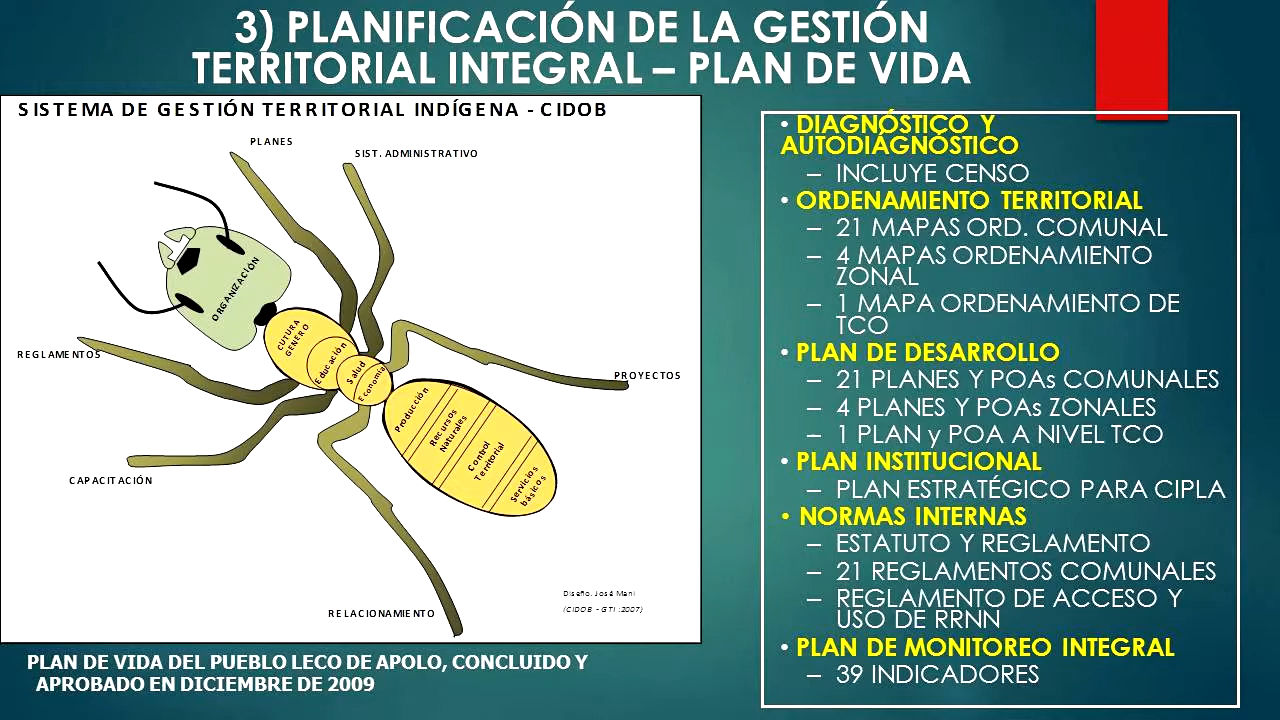 3) PLANIFICACIÓN DE LA GESTIÓN
TERRITORIAL INTEGRAL – PLAN DE VIDA
SISTEMA DE GESTIÓN TERRITORIAL INDÍGENA - CIDOB
PLANES
SIST. ADMINISTRATIVO
ORGANIZACIÓN
CUTURA
GENERO
Educación
Salud
Economía
REGLAMENTOS
PROYECTOS
Producción
Recursos
Naturales
Control
Territorial
Servicios
básicos
CAPACITACIÓN
RELACIONAMIENTO
Diseño. José Mani
(CIDOB - GTI :2007)
PLAN DE VIDA DEL PUEBLO LECO DE APOLO, CONCLUIDO Y
APROBADO EN DICIEMBRE DE 2009
• DIAGNÓSTICO Y
AUTODIAGNÓSTICO
– INCLUYE CENSO
• ORDENAMIENTO TERRITORIAL
– 21 MAPAS ORD. COMUNAL
– 4 MAPAS ORDENAMIENTO
ZONAL
– 1 MAPA ORDENAMIENTO DE
TCO
• PLAN DE DESARROLLO
– 21 PLANES Y POAs COMUNALES
– 4 PLANES Y POAs ZONALES
– 1 PLAN y POA A NIVEL TCO
• PLAN INSTITUCIONAL
– PLAN ESTRATÉGICO PARA CIPLA
• NORMAS INTERNAS
– ESTATUTO Y REGLAMENTO
– 21 REGLAMENTOS COMUNALES
– REGLAMENTO DE ACCESO Y
USO DE RRNN
• PLAN DE MONITOREO INTEGRAL
– 39 INDICADORES